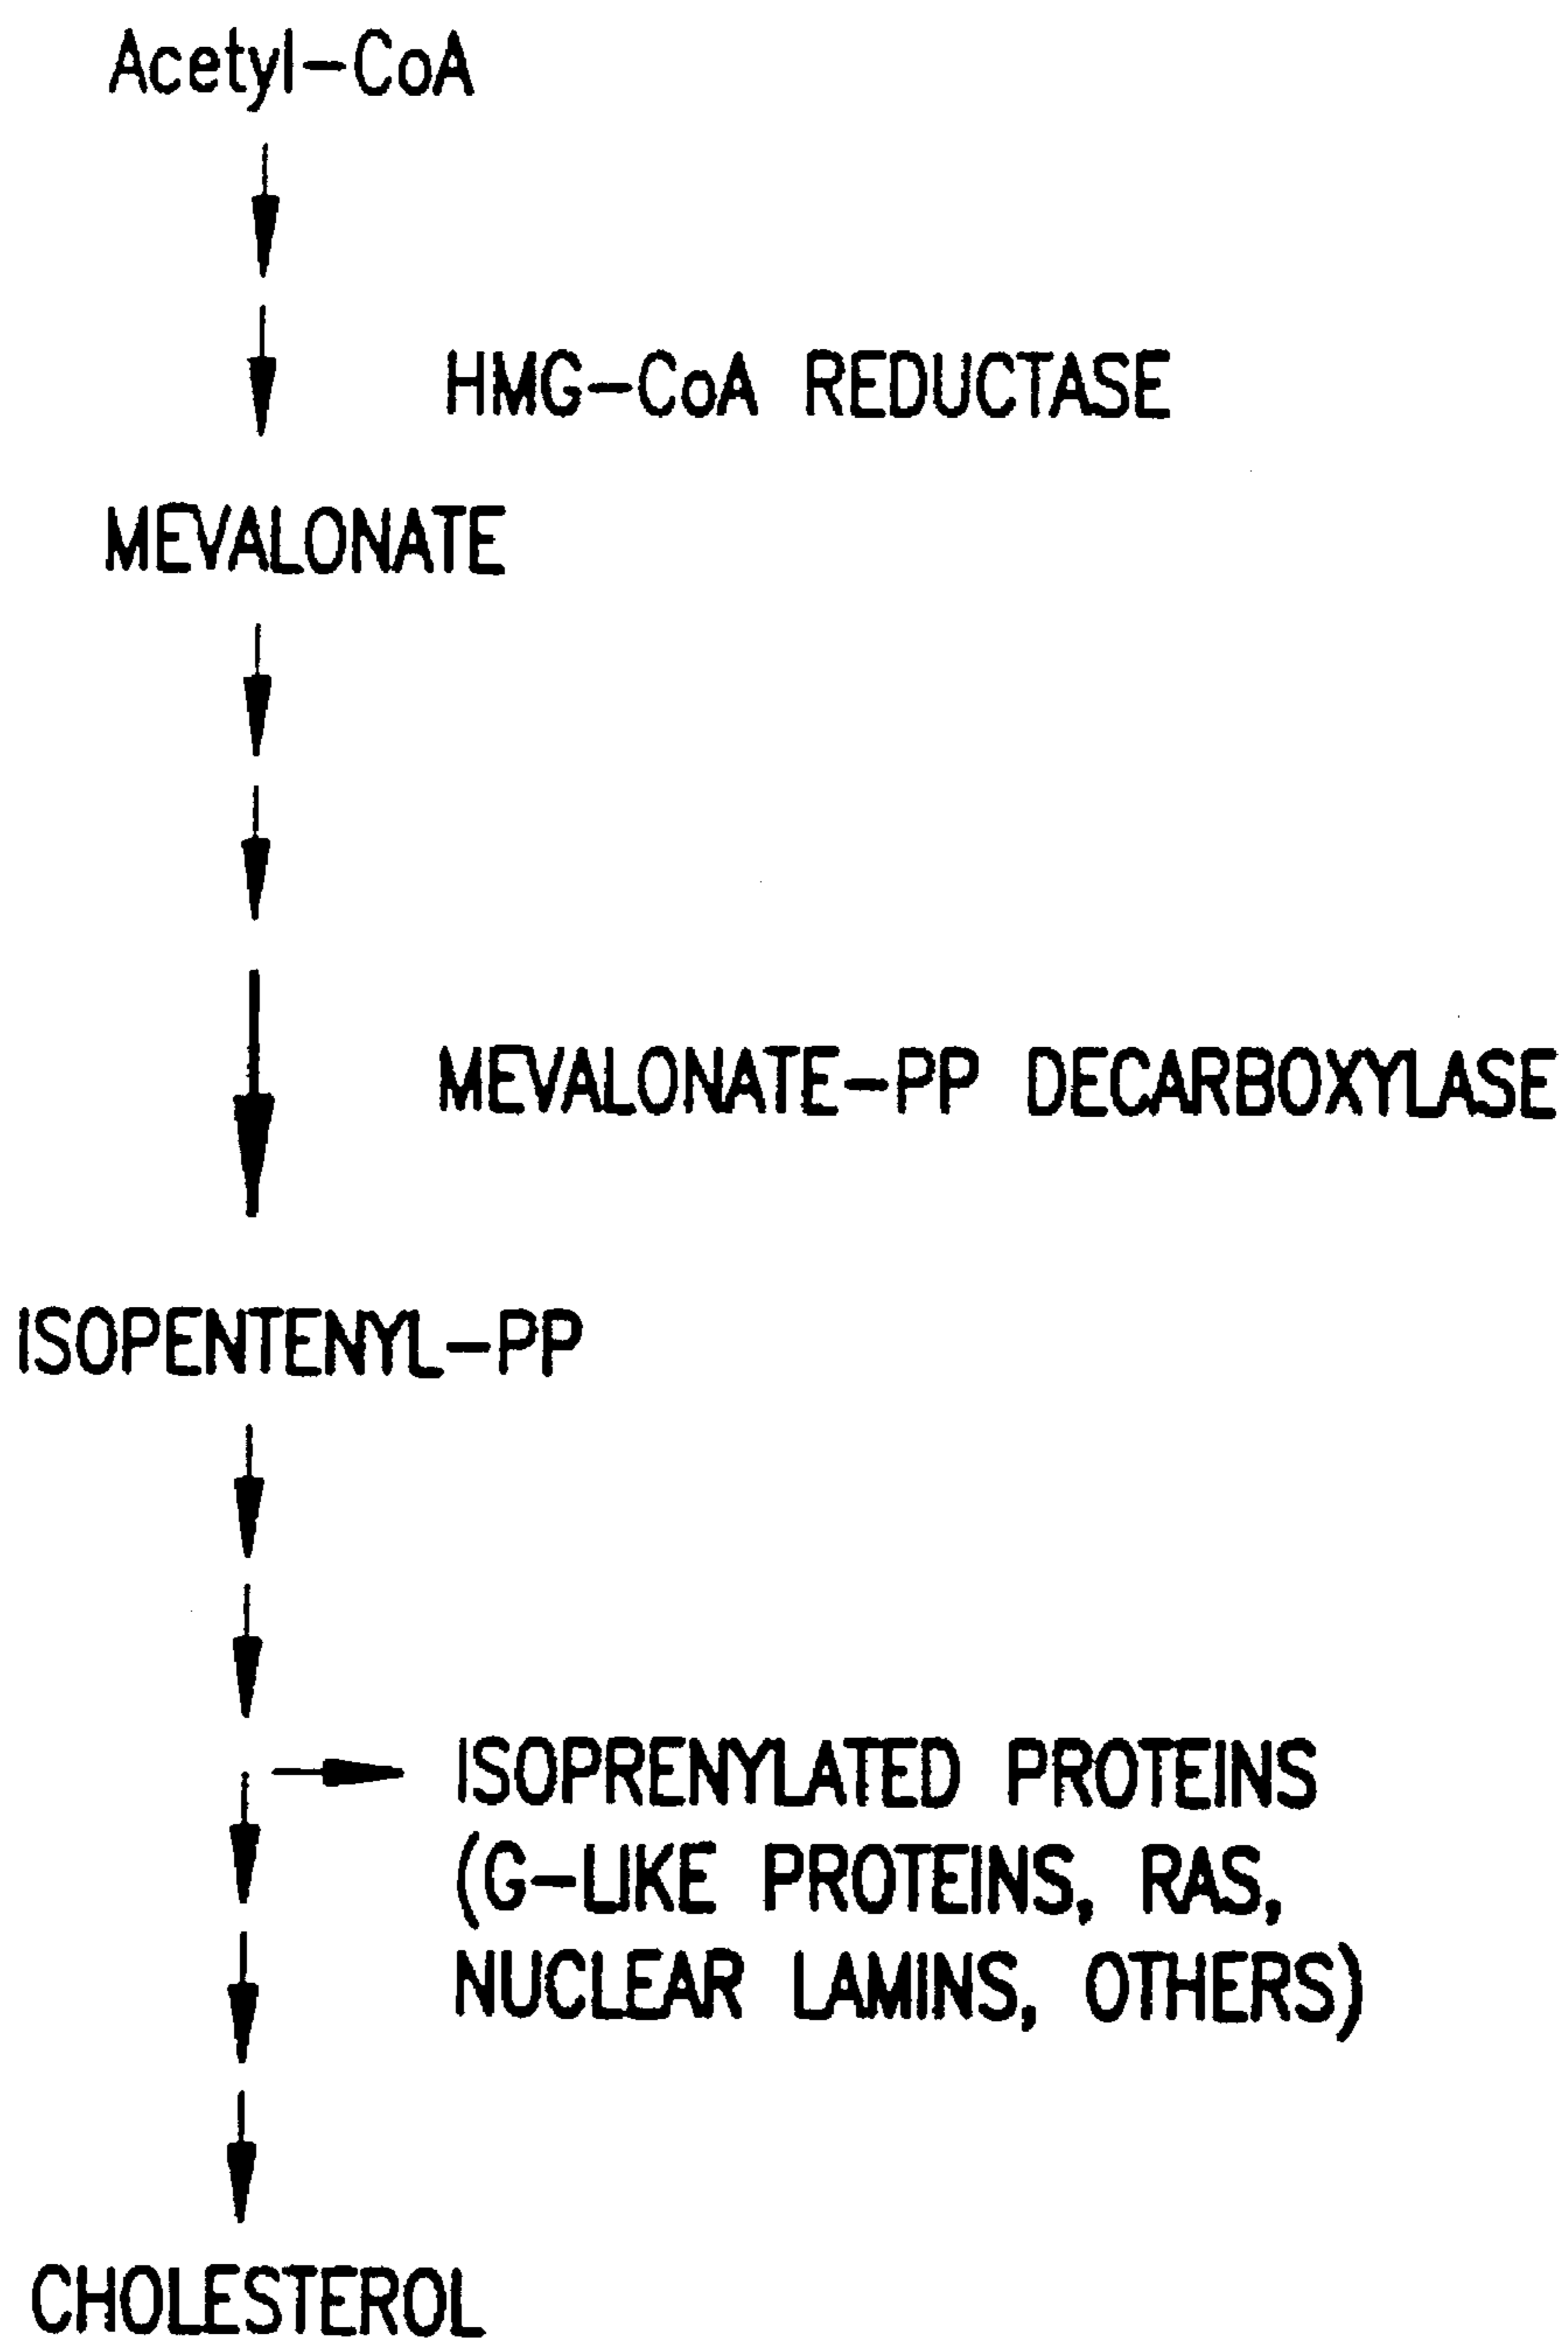 Acetyl-CoA
HMG-CoA REDUCTASE
MEVALONATE
MEVALONATE-PP DECARBOXYLASE
ISOPENTENYL-PP
ISOPRENYLATED PROTEINS
(G-LIKE PROTEINS, RAS,
NUCLEAR LAMINS, OTHERS)
CHOLESTEROL